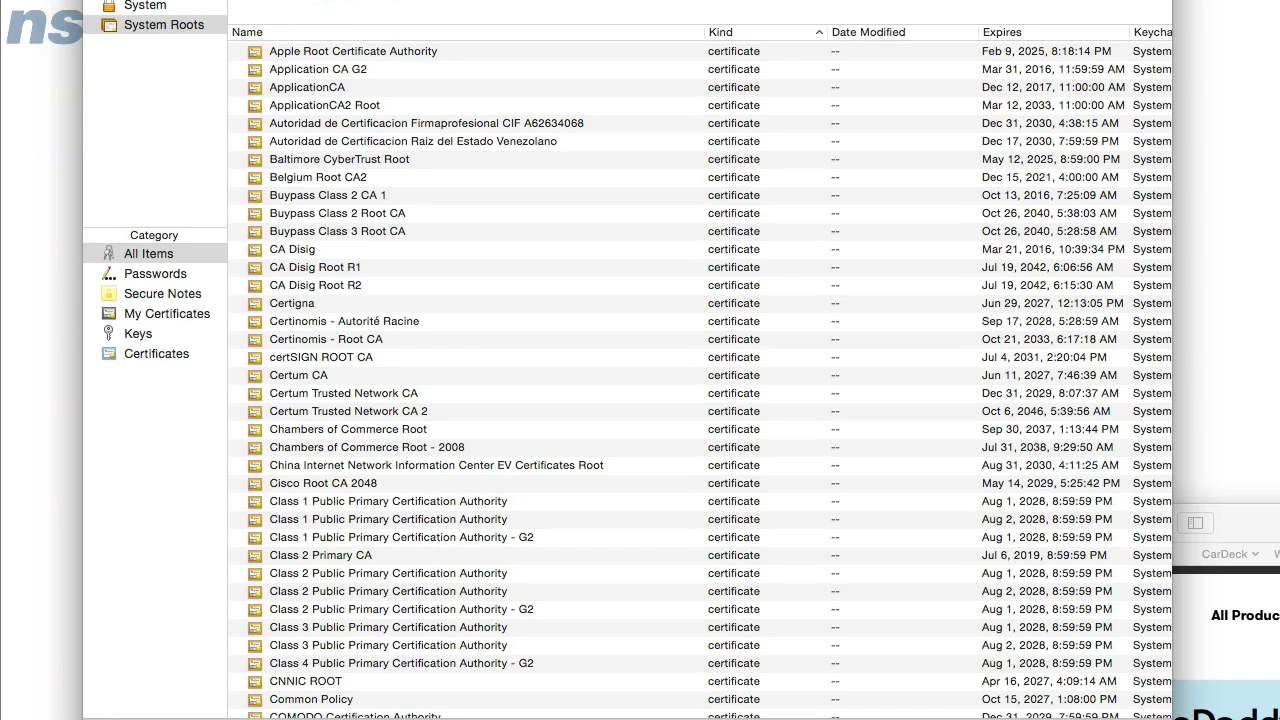 ns
System
System Roots
Name Kind Date Modified Expires Keycha
Apple Root Certificate Authority certificate -- Feb 9, 2025, 8:18:14 PM System
Application CA G2 certificate -- Mar 31, 2016, 11:59:59 AM System
ApplicationCA certificate -- Dec 12, 2017, 11:00:00 AM System
ApplicationCA2 Root certificate -- Mar 12, 2033, 11:00:00 AM System
Autoridad de Certificacion Firmaprofesional CIF A62634068 certificate -- Dec 31, 2030, 4:38:15 AM System
Autoridad de Certificacion Raiz del Estado Venezolano certificate -- Dec 17, 2030, 7:59:59 PM System
Baltimore CyberTrust Root certificate -- May 12, 2025, 8:59:00 PM System
Belgium Root CA2 certificate -- Dec 15, 2021, 4:00:00 AM System
Buypass Class 2 CA 1 certificate -- Oct 13, 2016, 7:25:09 AM System
Buypass Class 2 Root CA certificate -- Oct 26, 2040, 5:38:03 AM System
Buypass Class 3 Root CA certificate -- Oct 26, 2040, 5:28:58 AM System
CA Disig certificate -- Mar 21, 2016, 10:39:34 PM System
CA Disig Root R1 certificate -- Jul 19, 2042, 6:06:56 AM System
CA Disig Root R2 certificate -- Jul 19, 2042, 6:15:30 AM System
Certigna certificate -- Jun 29, 2027, 12:13:05 PM System
Certinomis - Autorité Racine certificate -- Sep 17, 2028, 5:28:59 AM System
Certinomis - Root CA certificate -- Oct 21, 2033, 6:17:18 AM System
certSIGN ROOT CA certificate -- Jul 4, 2031, 2:20:04 PM System
Certum CA certificate -- Jun 11, 2027, 7:46:39 AM System
Certum Trusted Network CA certificate -- Dec 31, 2029, 8:07:37 AM System
Certum Trusted Network CA 2 certificate -- Oct 6, 2046, 5:39:56 AM System
Chambers of Commerce Root certificate -- Sep 30, 2037, 1:13:44 PM System
Chambers of Commerce Root - 2008 certificate -- Jul 31, 2038, 9:29:50 AM System
China Internet Network Information Center EV Certificates Root certificate -- Aug 31, 2030, 4:11:25 AM System
Cisco Root CA 2048 certificate -- May 14, 2029, 5:25:42 PM System
Class 1 Public Primary Certification Authority certificate -- Aug 1, 2028, 8:59:59 PM System
Class 1 Public Primary Certification Authority certificate -- Aug 2, 2028, 8:59:59 PM System
Class 1 Public Primary Certification Authority - G2 certificate -- Aug 1, 2028, 8:59:59 PM System
Class 2 Primary CA certificate -- Jul 6, 2019, 8:59:59 PM System
Class 2 Public Primary Certification Authority certificate -- Aug 1, 2028, 8:59:59 PM System
Class 2 Public Primary Certification Authority certificate -- Aug 2, 2028, 8:59:59 PM System
Class 2 Public Primary Certification Authority - G2 certificate -- Aug 1, 2028, 8:59:59 PM System
Class 3 Public Primary Certification Authority certificate -- Aug 1, 2028, 8:59:59 PM System
Class 3 Public Primary Certification Authority certificate -- Aug 2, 2028, 8:59:59 PM System
Class 4 Public Primary Certification Authority - G2 certificate -- Aug 1, 2028, 8:59:59 PM System
CNNIC ROOT certificate -- Apr 16, 2027, 4:09:14 AM System
Common Policy certificate -- Oct 15, 2027, 1:08:00 PM System
COMODO Certification Authority certificate -- Dec 31, 2029, 7:59:59 PM System
Category
All Items
Passwords
Secure Notes
My Certificates
Keys
Certificates
CarDeck
All Produc